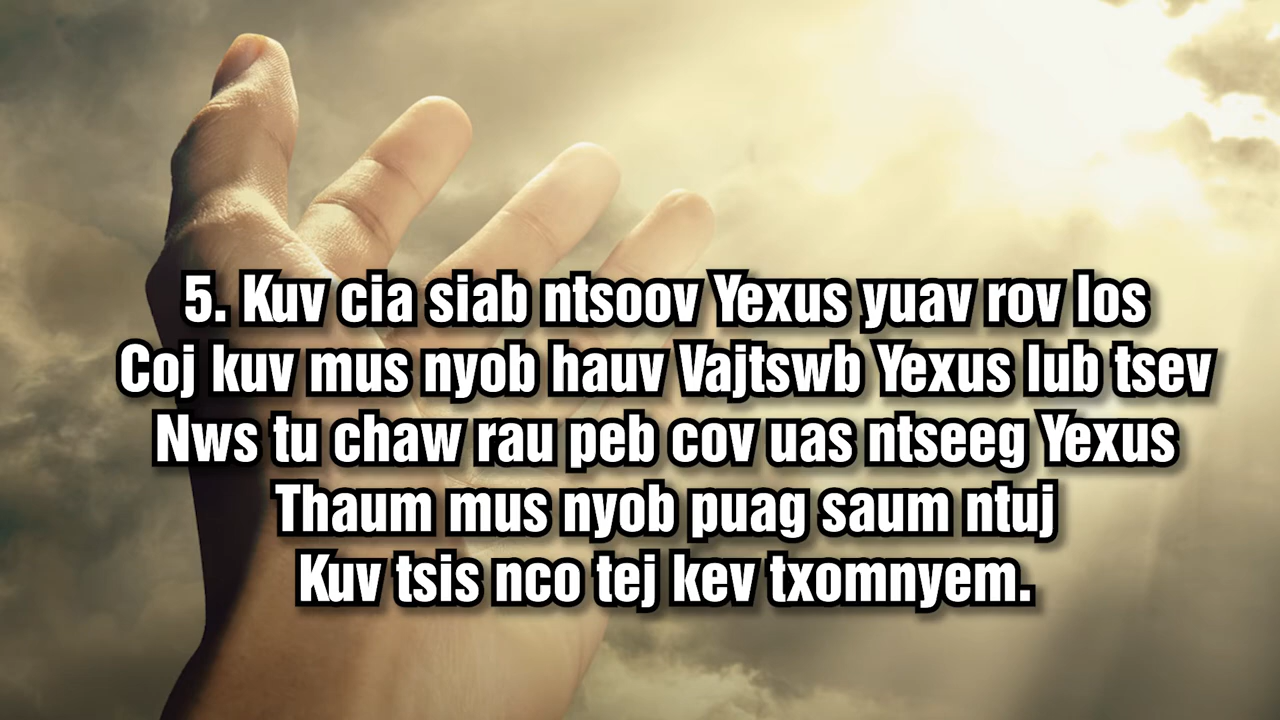 5. Kuv cia siab ntsoov Yexus yuav rov los
Coj kuv mus nyob hauv Vajtswb Yexus lub tsev
Nws tu chaw rau peb cov uas ntseeg Yexus
Thaum mus nyob puag saum ntuj
Kuv tsis nco tej kev txomnyem.